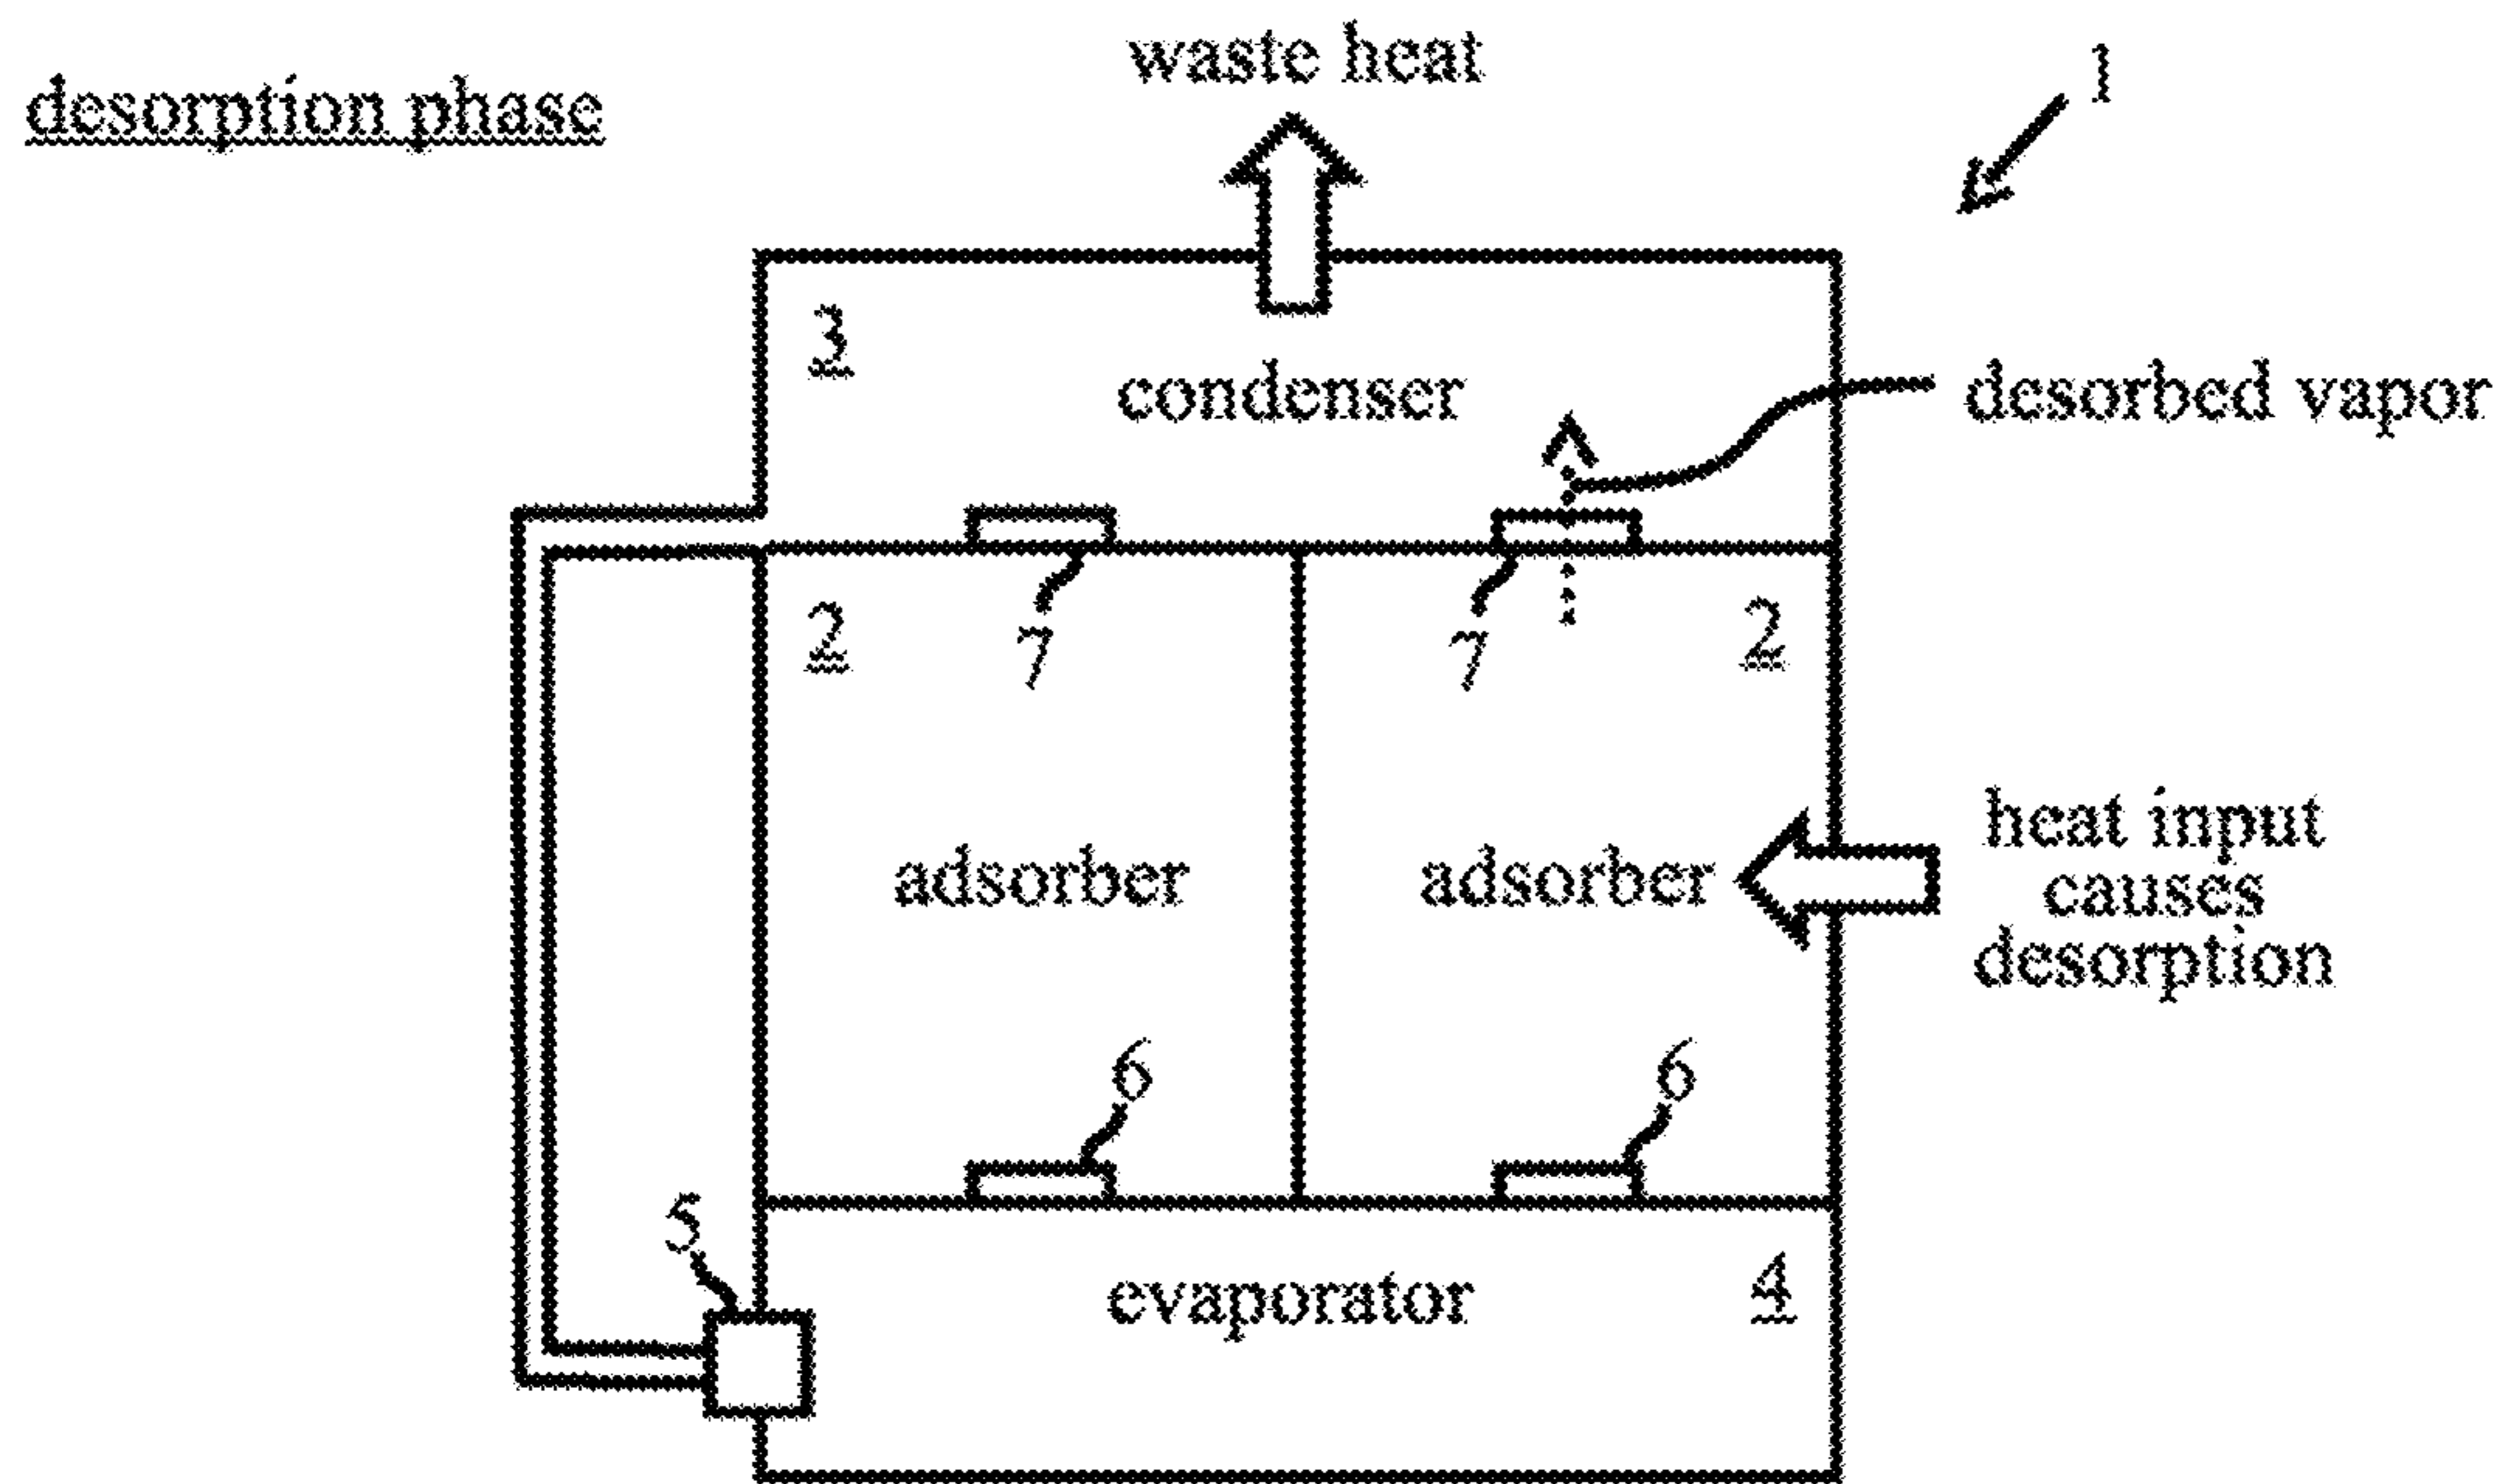 waste heat
1
desorption phase
3
condenser
desorbed vapor
2
7
7
2
heat input
causes
desorption
adsorber
adsorber
6
6
5
evaporator
4